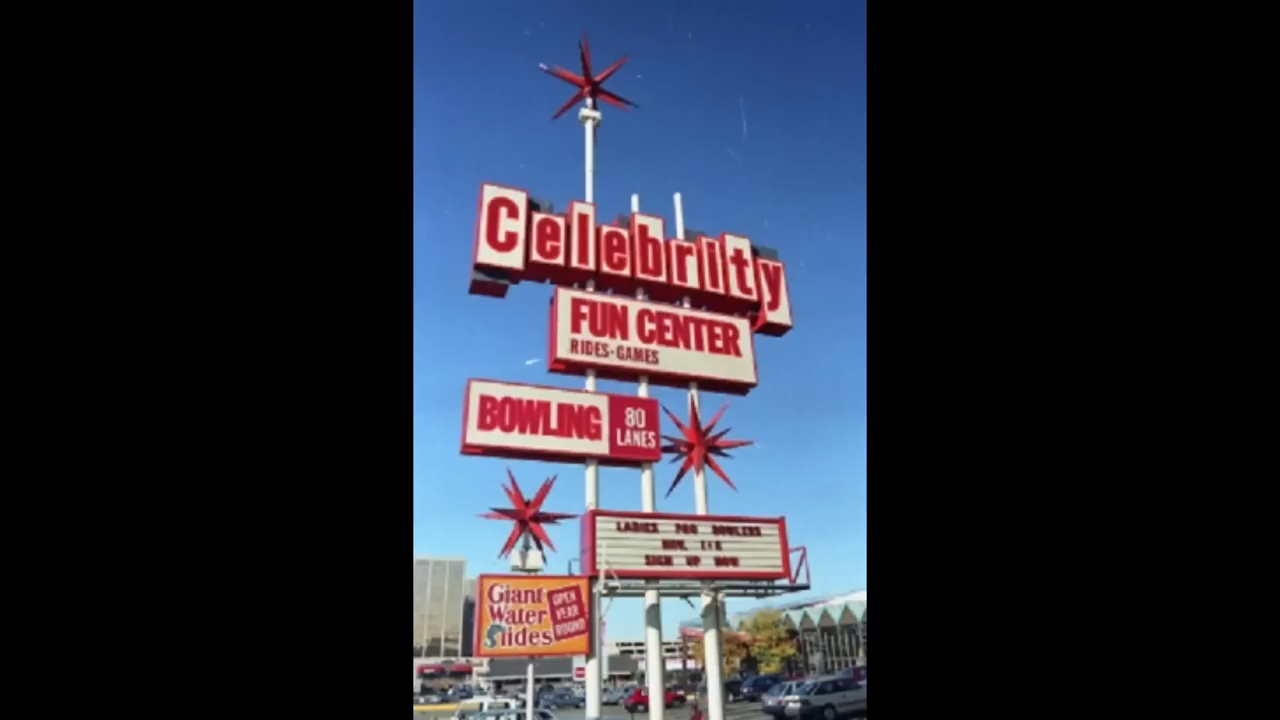 Celebrity
FUN CENTER
RIDES-GAMES
BOWLING
80
LANES
LADIES PRO BOWLERS
SIGN UP NOW
Giant
Water
Slides
OPEN
YEAR
ROUND